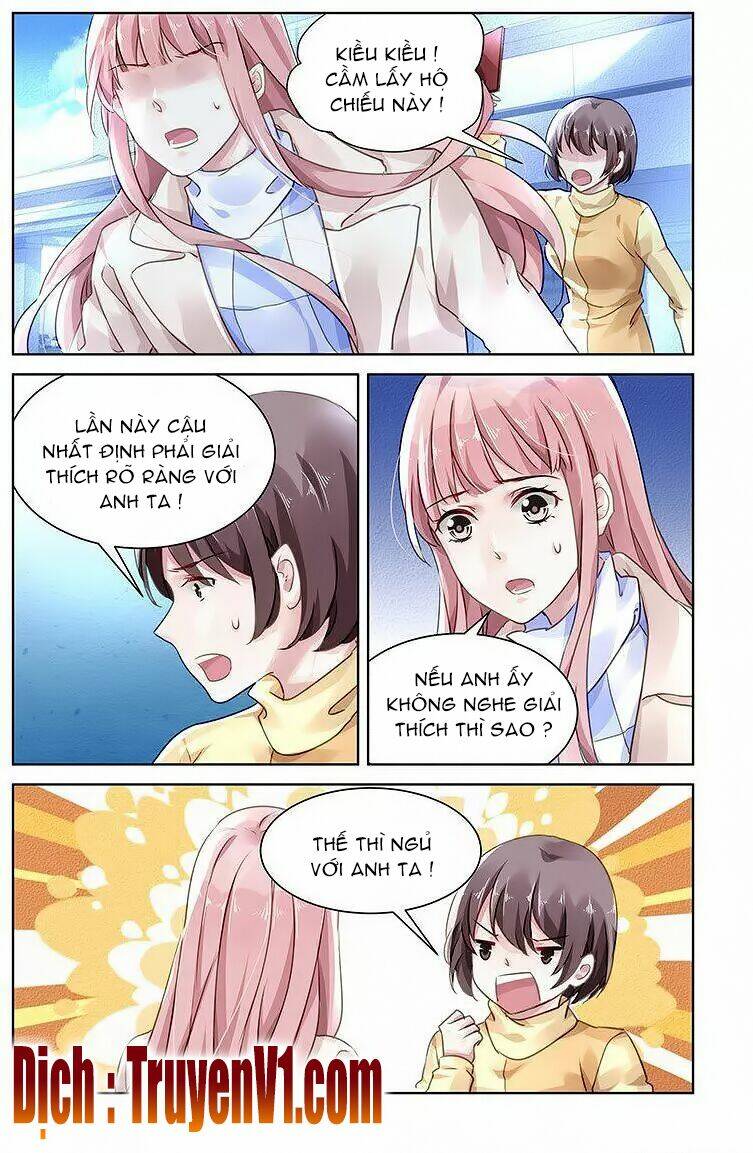 KIỀU KIỀU !
CẦM LẤY HỘ
CHIẾU NÀY !
LẦN NÀY CẬU
NHẤT ĐỊNH PHẢI GIẢI
THÍCH RÕ RÀNG VỚI
ANH TA !
NẾU ANH ẤY
KHÔNG NGHE GIẢI
THÍCH THÌ SAO ?
THẾ THÌ NGỦ
VỚI ANH TA !
Dịch : TruyenV1.com